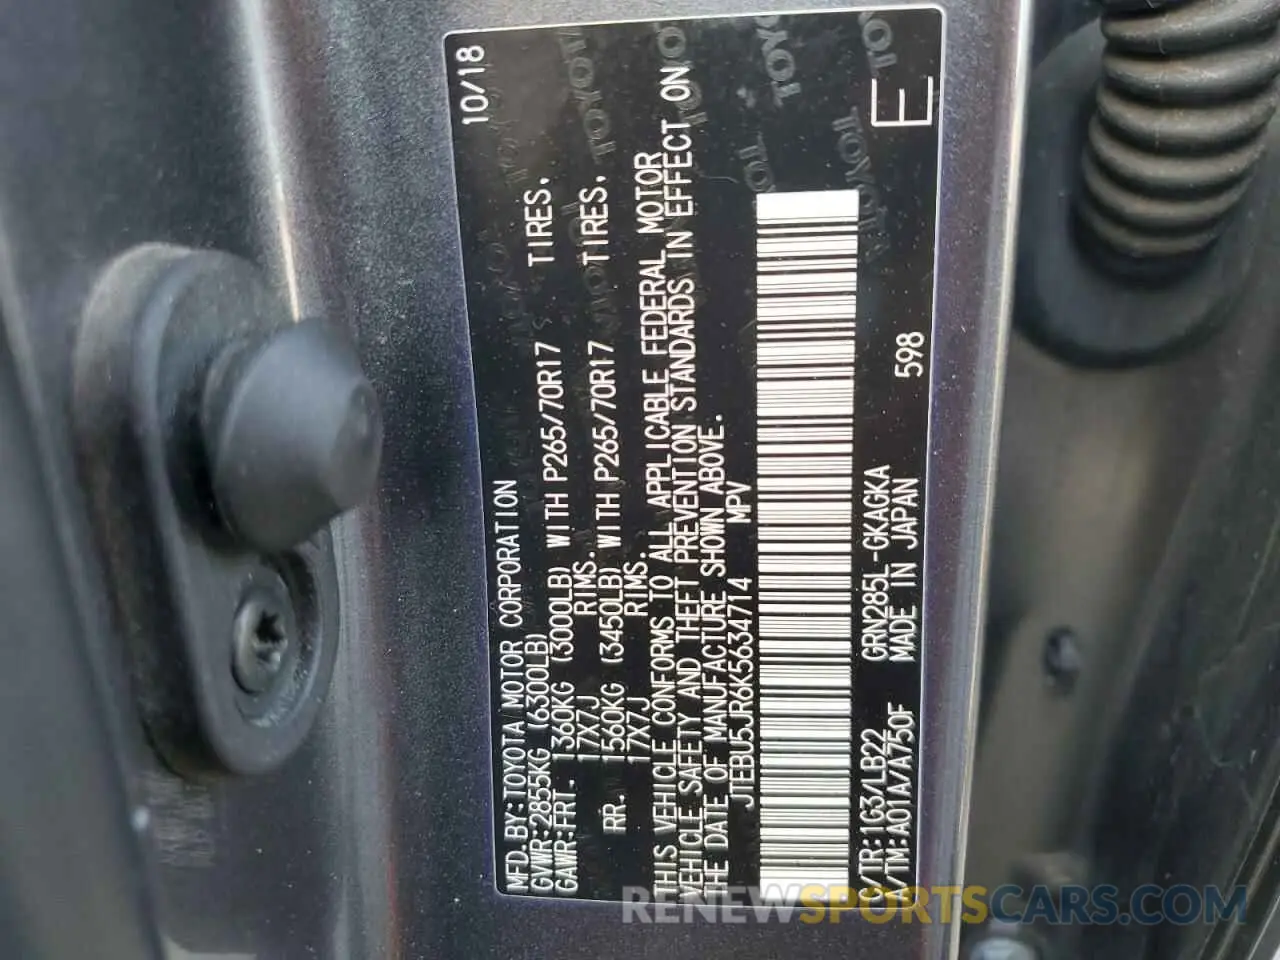 MFD.BY:TOYOTA MOTOR CORPORATION 10/18
GVWR:2855KG (6300LB)
GAWR:FRT. 1360KG (3000LB) WITH P265/70R17 TIRES.
17X7J RIMS.
RR. 1560KG (3450LB) WITH P265/70R17 TIRES.
17X7J RIMS.
THIS VEHICLE CONFORMS TO ALL APPLICABLE FEDERAL MOTOR
VEHICLE SAFETY AND THEFT PREVENTION STANDARDS IN EFFECT ON
THE DATE OF MANUFACTURE SHOWN ABOVE.
JTEBU5JR6K5634714 MPV
C/TR:1G3/LB22 GRN285L-GKAGKA
A/TM:A01A/A750F MADE IN JAPAN 598
E
RENEWSPORTSCARS.COM